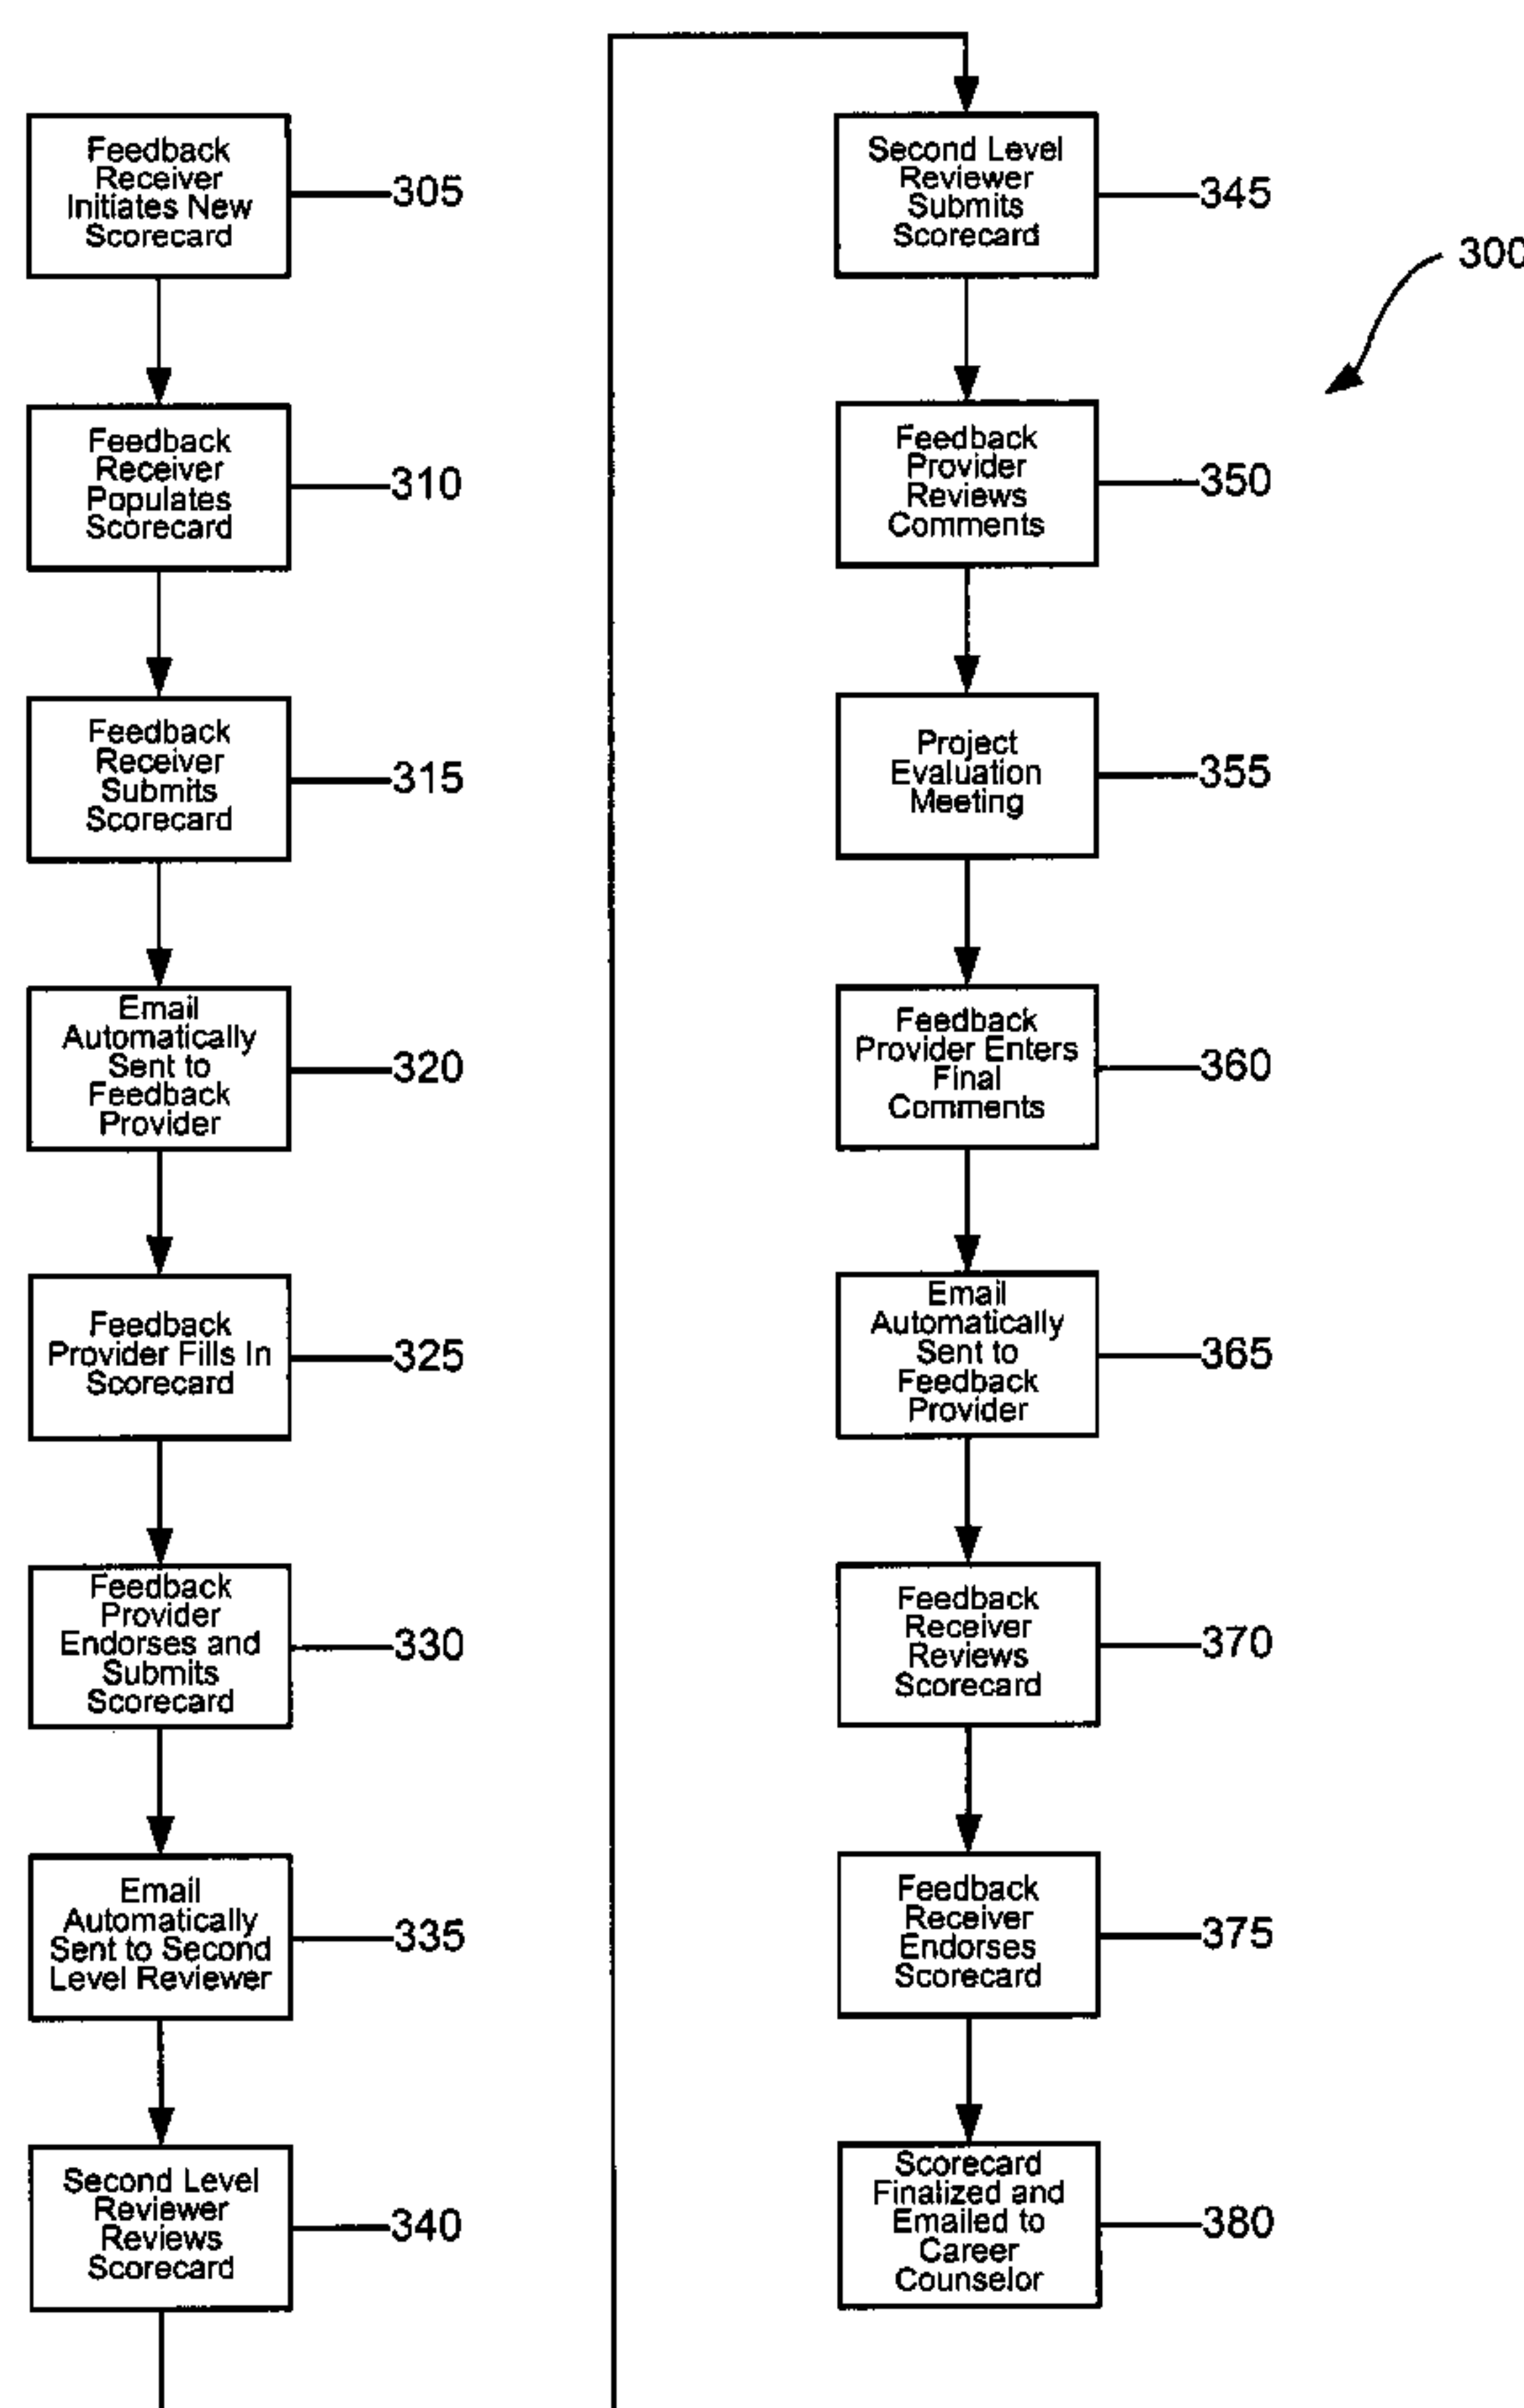 Feedback
Receiver
Initiates New
Scorecard
305
Feedback
Receiver
Populates
Scorecard
310
Feedback
Receiver
Submits
Scorecard
315
Email
Automatically
Sent to
Feedback
Provider
320
Feedback
Provider Fills In
Scorecard
325
Feedback
Provider
Endorses and
Submits
Scorecard
330
Email
Automatically
Sent to Second
Level Reviewer
335
Second Level
Reviewer
Reviews
Scorecard
340
Second Level
Reviewer
Submits
Scorecard
345
300
Feedback
Provider
Reviews
Comments
350
Project
Evaluation
Meeting
355
Feedback
Provider Enters
Final
Comments
360
Email
Automatically
Sent to
Feedback
Provider
365
Feedback
Receiver
Reviews
Scorecard
370
Feedback
Receiver
Endorses
Scorecard
375
Scorecard
Finalized and
Emailed to
Career
Counselor
380